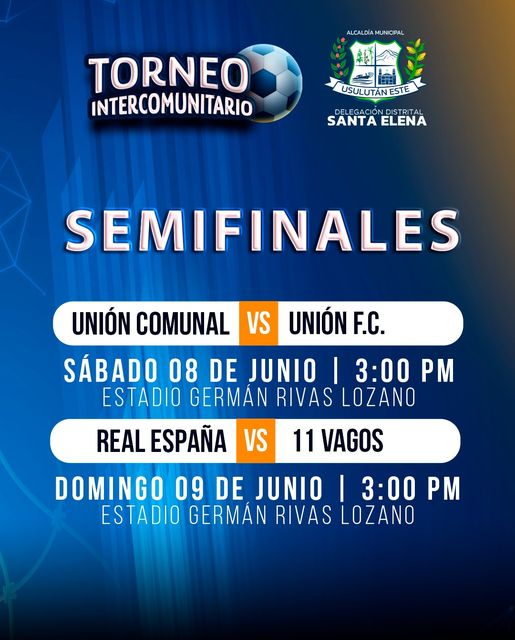 TORNEO
INTERCOMUNITARIO
ALCALDÍA MUNICIPAL
USULUTÁN ESTE
DELEGACIÓN DISTRITAL
SANTA ELENA
SEMIFINALES
UNIÓN COMUNAL VS UNIÓN F.C.
SÁBADO 08 DE JUNIO | 3:00 PM
ESTADIO GERMÁN RIVAS LOZANO
REAL ESPAÑA VS 11 VAGOS
DOMINGO 09 DE JUNIO | 3:00 PM
ESTADIO GERMÁN RIVAS LOZANO